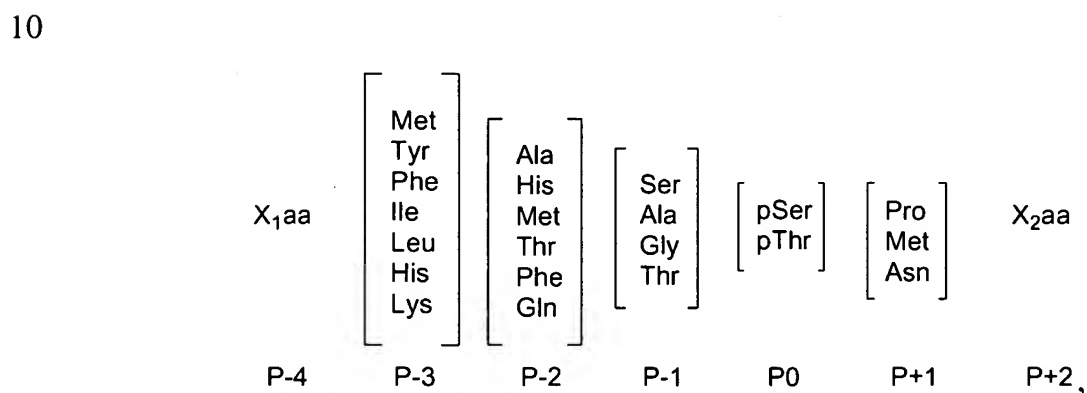 10
Met
Tyr
Phe
Ile
Leu
His
Lys
Ala
His
Met
Thr
Phe
Gln
Ser
Ala
Gly
Thr
pSer
pThr
Pro
Met
Asn
X₁aa
X₂aa
P-4 P-3 P-2 P-1 P0 P+1 P+2,